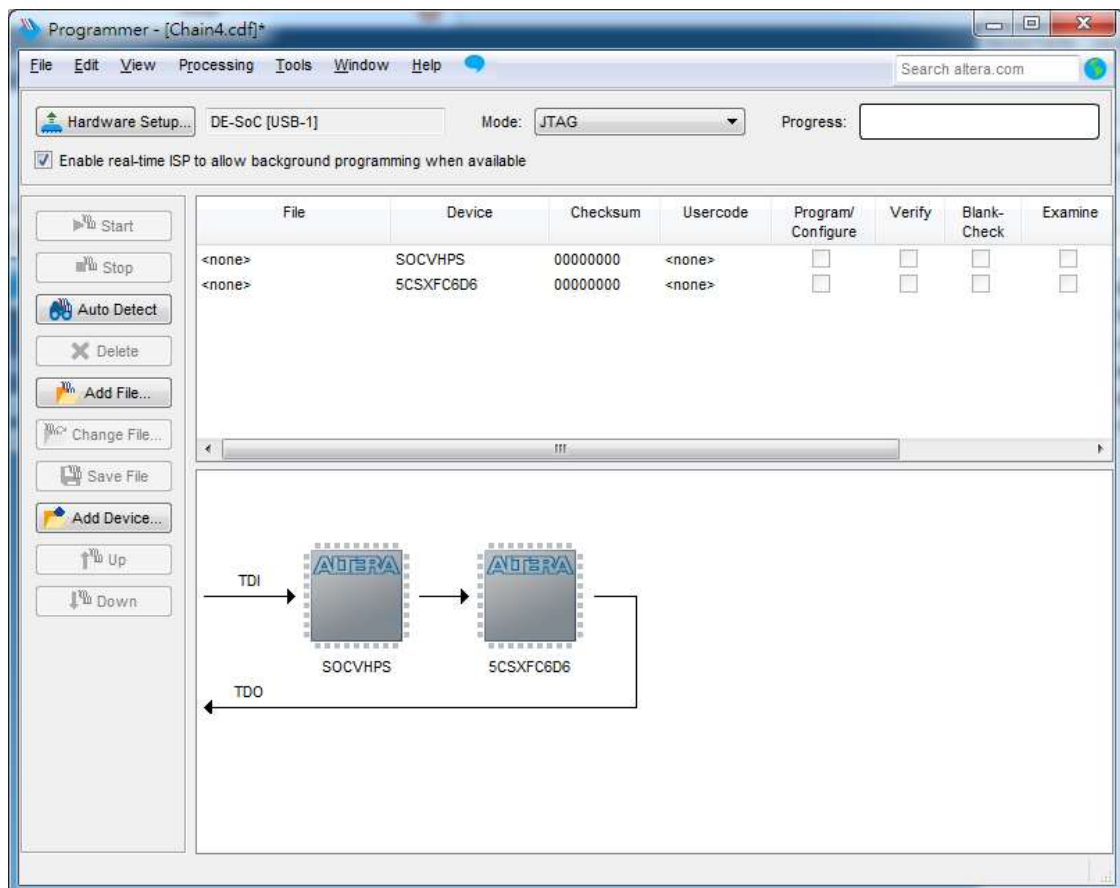 Programmer - [Chain4.cdf]*
File Edit View Processing Tools Window Help Search altera.com
Hardware Setup... DE-SoC [USB-1] Mode: JTAG Progress:
Enable real-time ISP to allow background programming when available
Start
Stop
Auto Detect
Delete
Add File...
Change File...
Save File
Add Device...
Up
Down
File Device Checksum Usercode Program/ Verify Blank- Examine
Configure Check
<none> SOCVHPS 00000000 <none>
<none> 5CSXFC6D6 00000000 <none>
ALTERA ALTERA
TDI
SOCVHPS 5CSXFC6D6
TDO